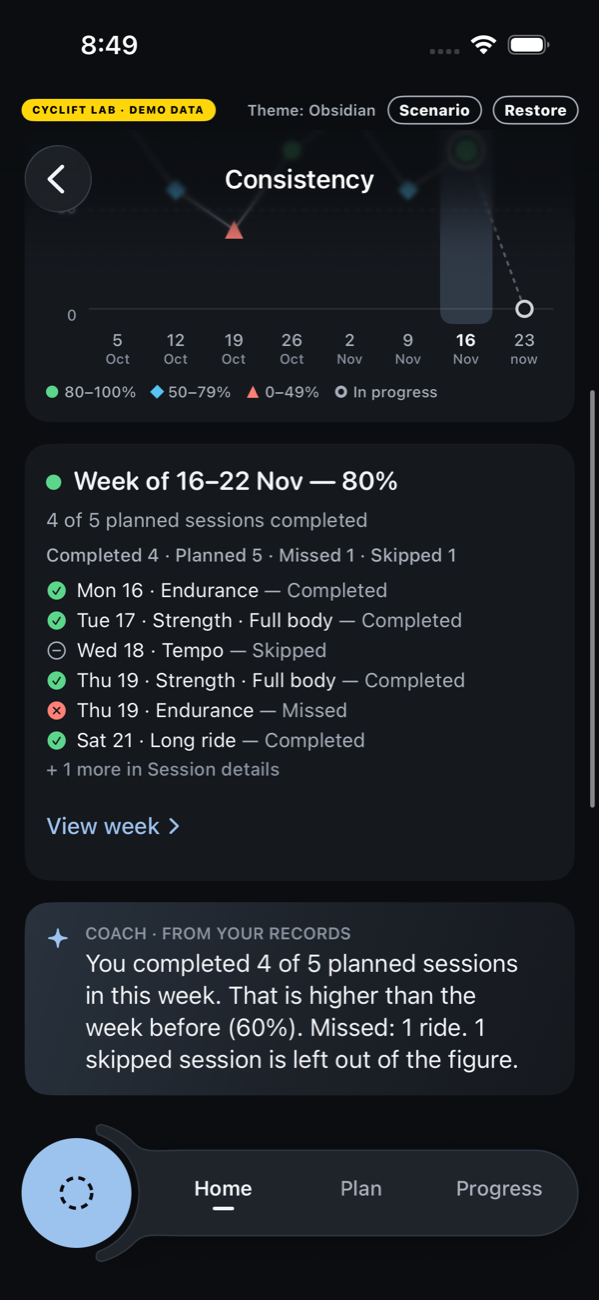 8:49
CYCLIFT LAB · DEMO DATA
Theme: Obsidian
Scenario
Restore
Consistency
0
5 Oct
12 Oct
19 Oct
26 Oct
2 Nov
9 Nov
16 Nov
23 now
80–100%
50–79%
0–49%
In progress
Week of 16–22 Nov — 80%
4 of 5 planned sessions completed
Completed 4 · Planned 5 · Missed 1 · Skipped 1
Mon 16 · Endurance — Completed
Tue 17 · Strength · Full body — Completed
Wed 18 · Tempo — Skipped
Thu 19 · Strength · Full body — Completed
Thu 19 · Endurance — Missed
Sat 21 · Long ride — Completed
+ 1 more in Session details
View week
COACH · FROM YOUR RECORDS
You completed 4 of 5 planned sessions
in this week. That is higher than the
week before (60%). Missed: 1 ride. 1
skipped session is left out of the figure.
Home
Plan
Progress